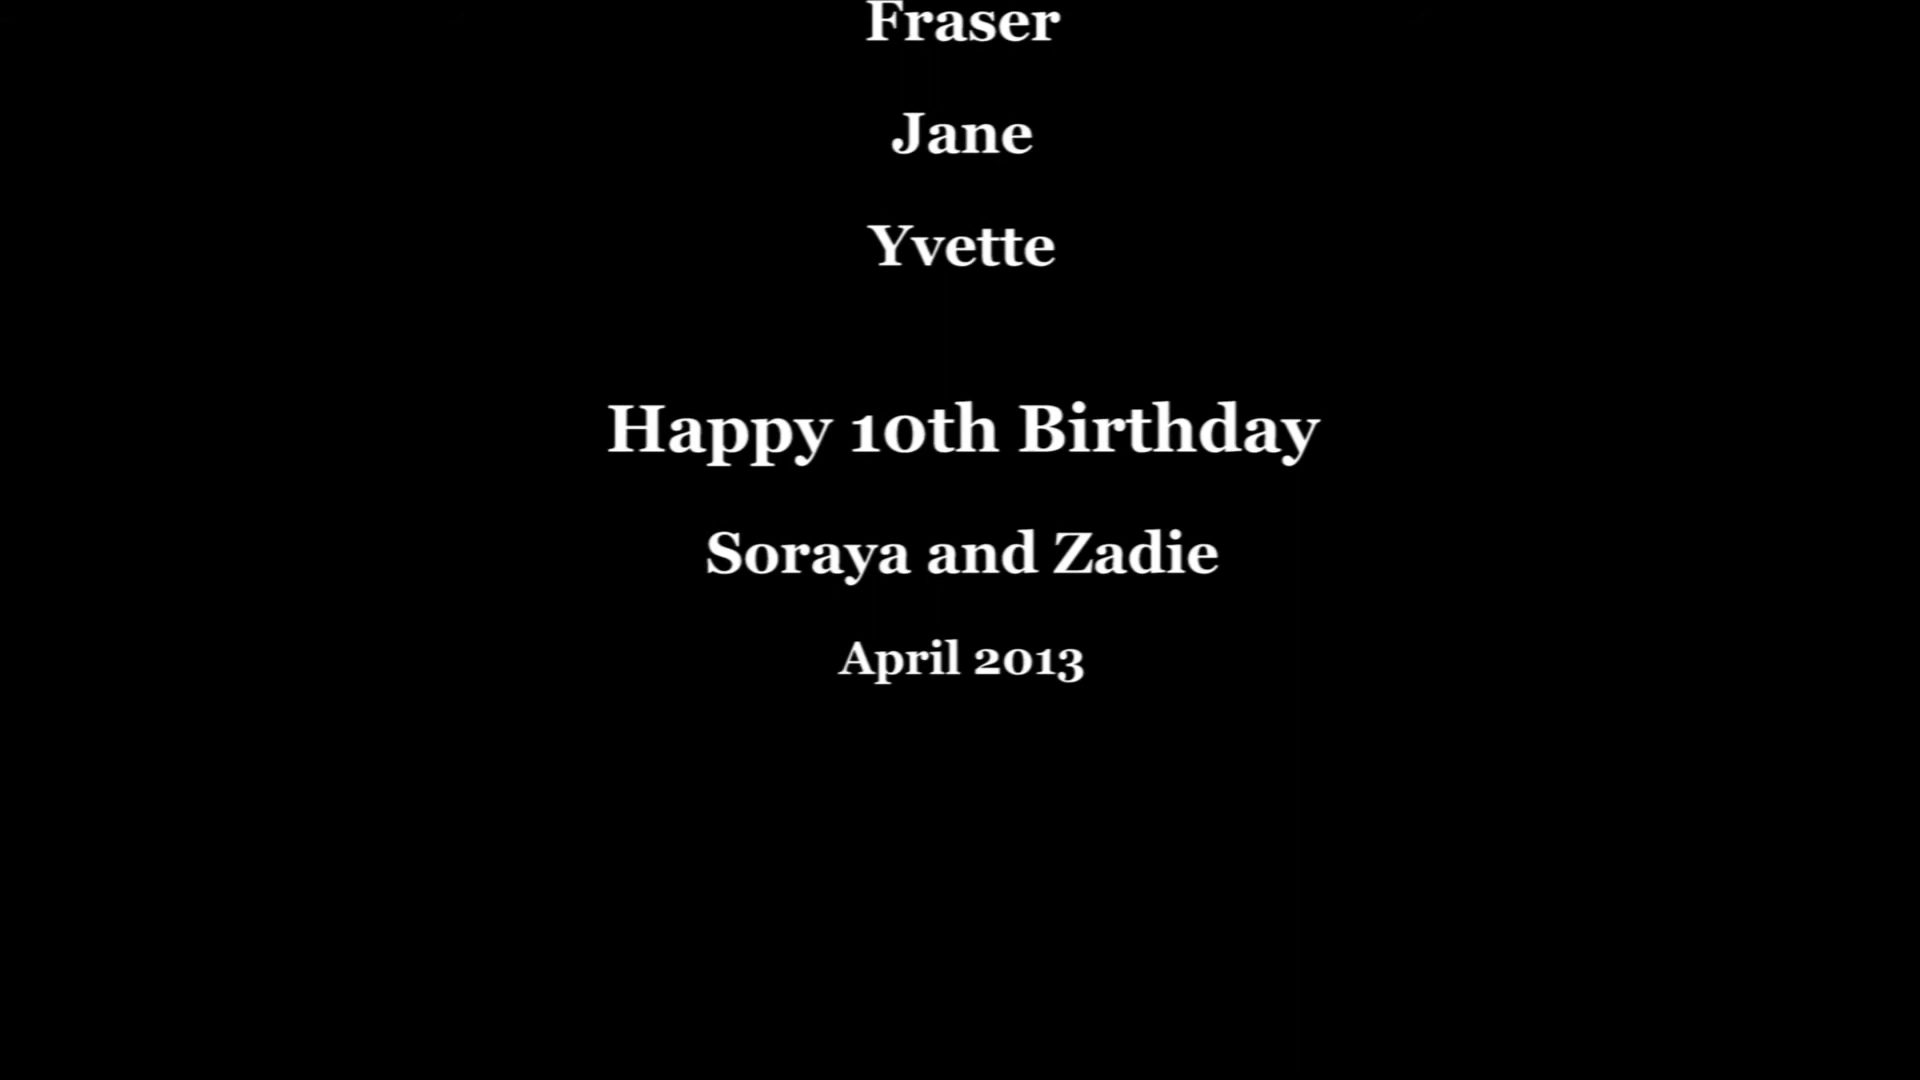 Fraser
Jane
Yvette
Happy 10th Birthday
Soraya and Zadie
April 2013